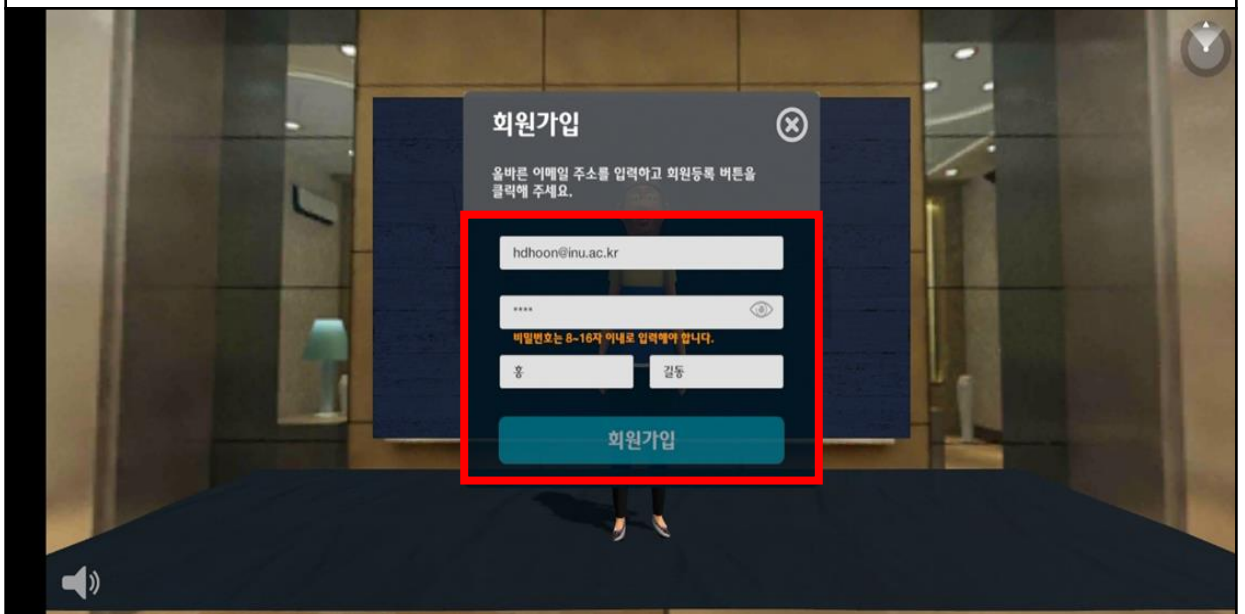 회원가입
올바른 이메일 주소를 입력하고 회원등록 버튼을
클릭해 주세요.
hdhoon@inu.ac.kr
****
비밀번호는 8~16자 이내로 입력해야 합니다.
홍 길동
회원가입